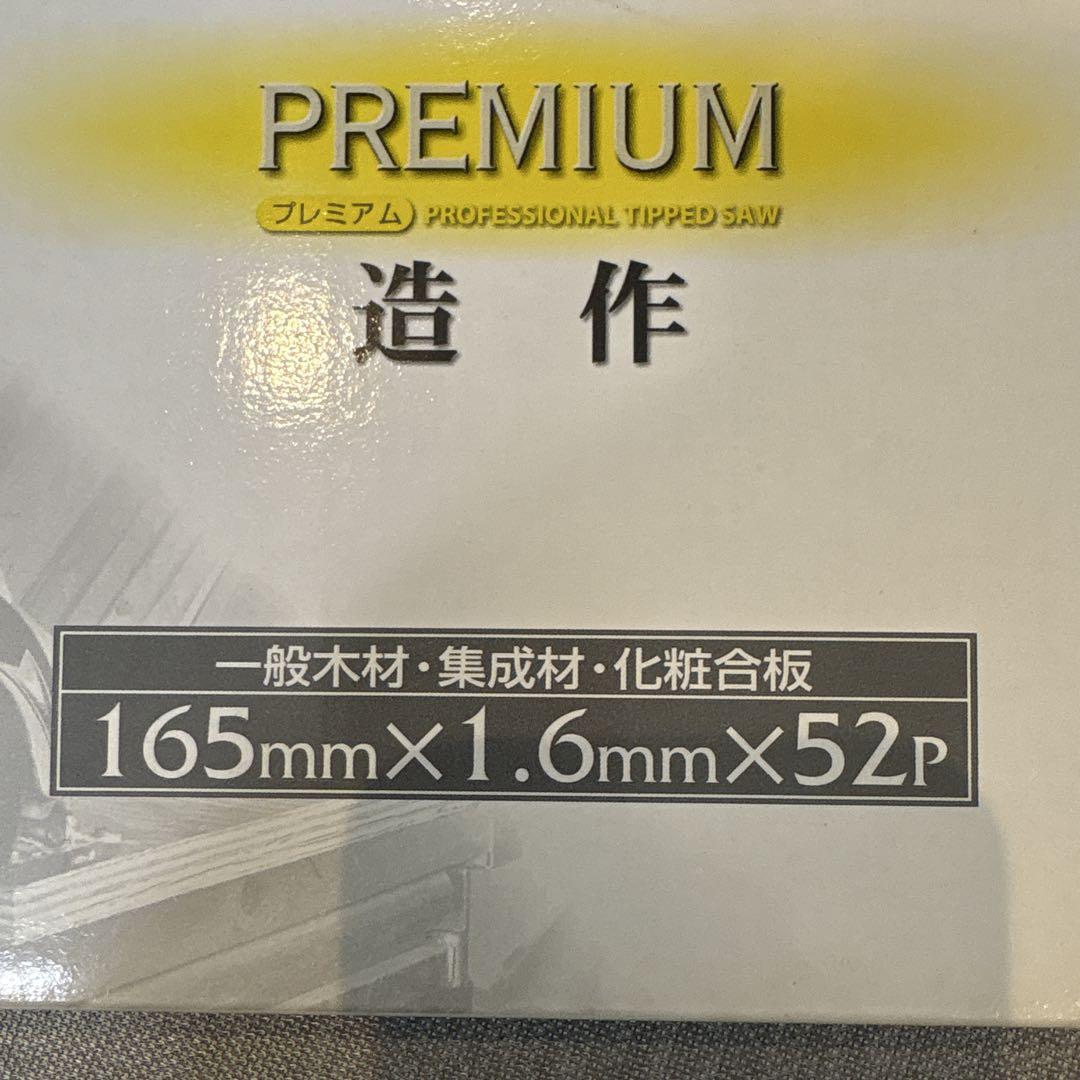 PREMIUM
プレミアム PROFESSIONAL TIPPED SAW
造作
一般木材・集成材・化粧合板
165mm×1.6mm×52P